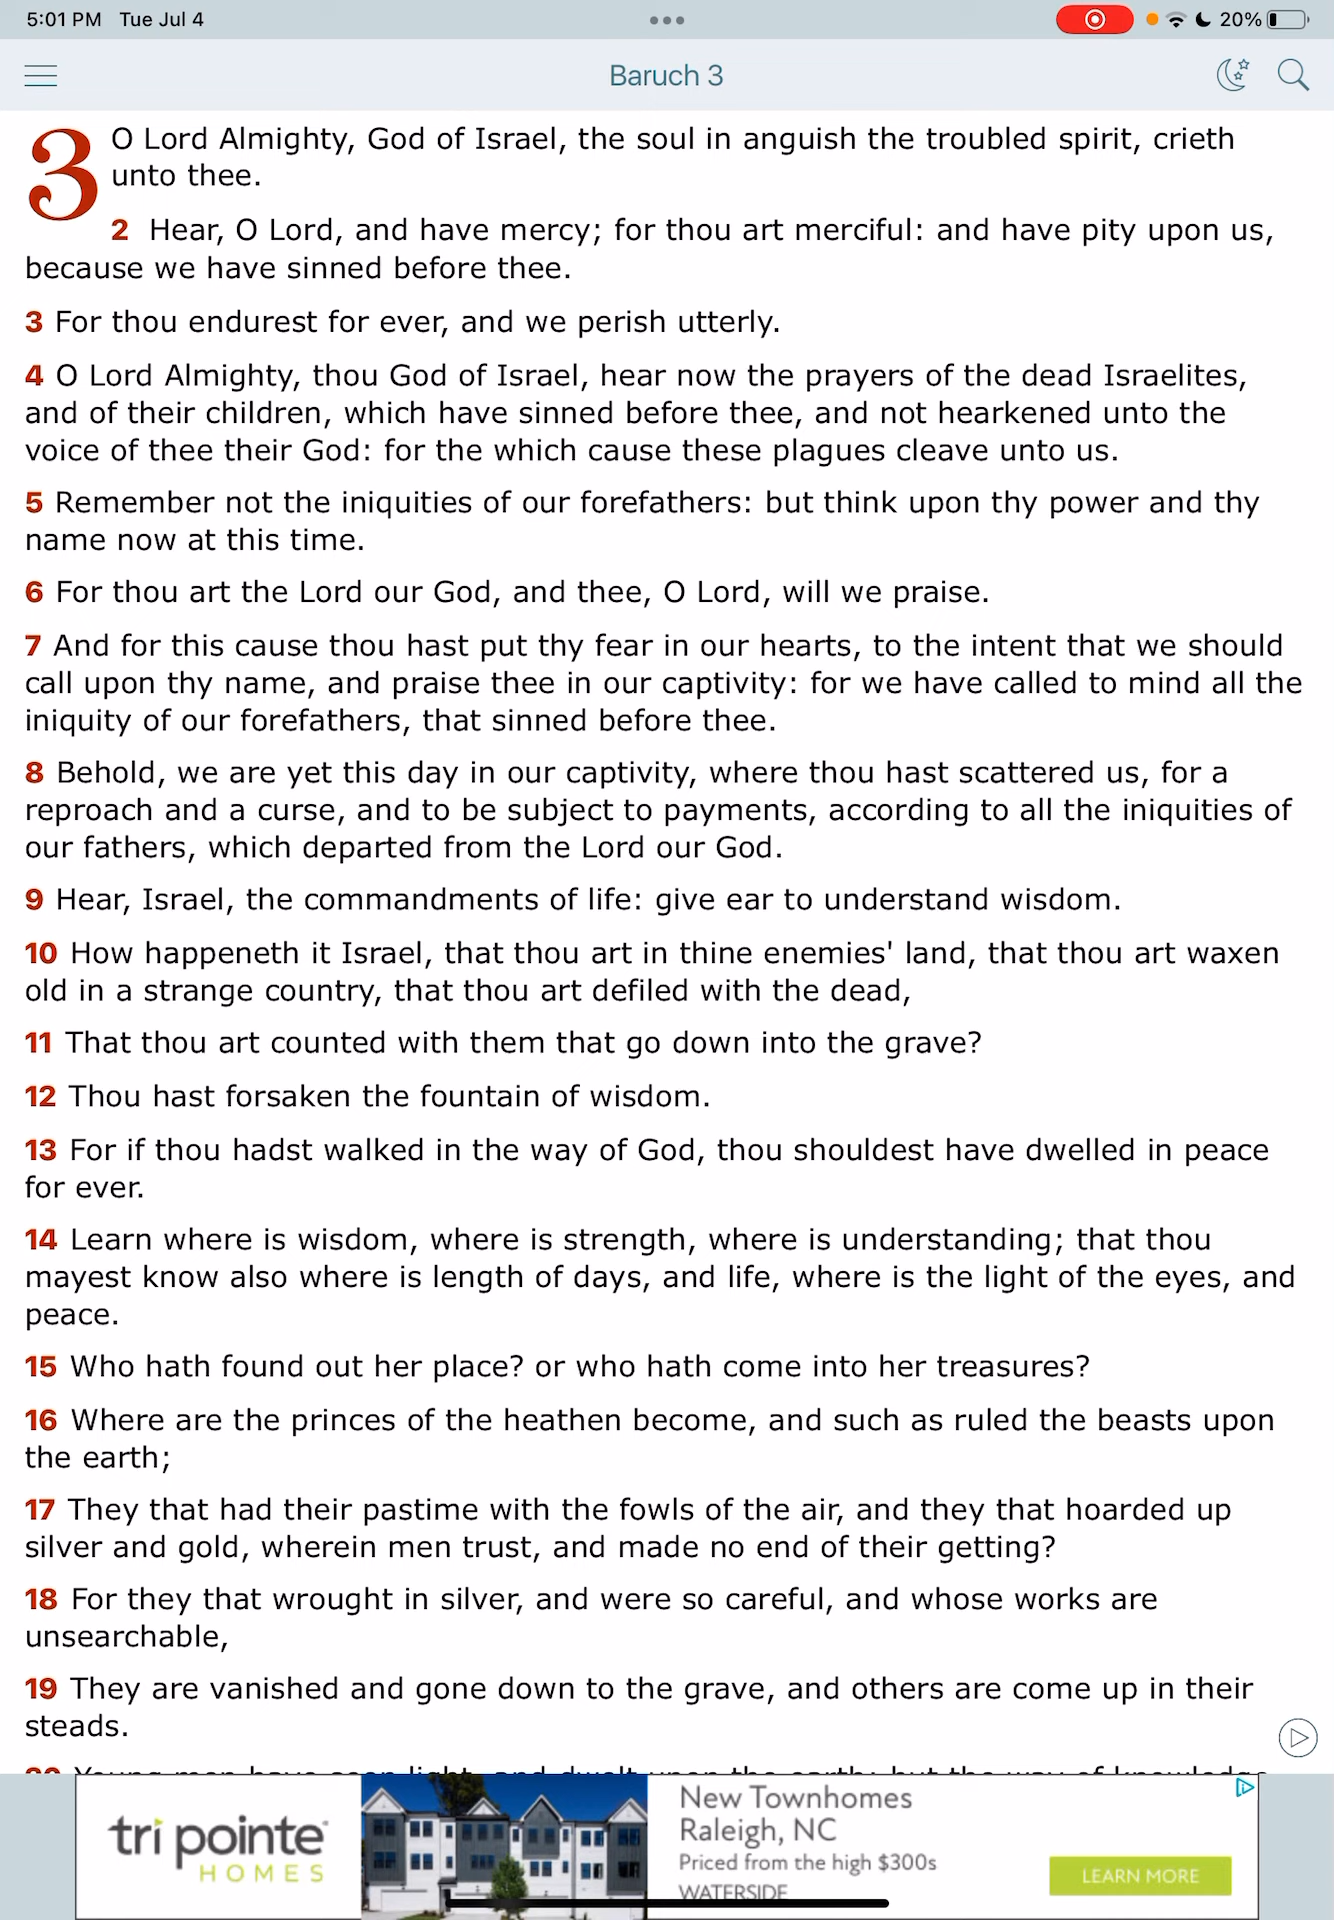 5:01 PM Tue Jul 4
20%
Baruch 3
3 O Lord Almighty, God of Israel, the soul in anguish the troubled spirit, crieth
unto thee.
2 Hear, O Lord, and have mercy; for thou art merciful: and have pity upon us,
because we have sinned before thee.
3 For thou endurest for ever, and we perish utterly.
4 O Lord Almighty, thou God of Israel, hear now the prayers of the dead Israelites,
and of their children, which have sinned before thee, and not hearkened unto the
voice of thee their God: for the which cause these plagues cleave unto us.
5 Remember not the iniquities of our forefathers: but think upon thy power and thy
name now at this time.
6 For thou art the Lord our God, and thee, O Lord, will we praise.
7 And for this cause thou hast put thy fear in our hearts, to the intent that we should
call upon thy name, and praise thee in our captivity: for we have called to mind all the
iniquity of our forefathers, that sinned before thee.
8 Behold, we are yet this day in our captivity, where thou hast scattered us, for a
reproach and a curse, and to be subject to payments, according to all the iniquities of
our fathers, which departed from the Lord our God.
9 Hear, Israel, the commandments of life: give ear to understand wisdom.
10 How happeneth it Israel, that thou art in thine enemies' land, that thou art waxen
old in a strange country, that thou art defiled with the dead,
11 That thou art counted with them that go down into the grave?
12 Thou hast forsaken the fountain of wisdom.
13 For if thou hadst walked in the way of God, thou shouldest have dwelled in peace
for ever.
14 Learn where is wisdom, where is strength, where is understanding; that thou
mayest know also where is length of days, and life, where is the light of the eyes, and
peace.
15 Who hath found out her place? or who hath come into her treasures?
16 Where are the princes of the heathen become, and such as ruled the beasts upon
the earth;
17 They that had their pastime with the fowls of the air, and they that hoarded up
silver and gold, wherein men trust, and made no end of their getting?
18 For they that wrought in silver, and were so careful, and whose works are
unsearchable,
19 They are vanished and gone down to the grave, and others are come up in their
steads.
20 Young men have seen light, and dwelt upon the earth: but the way of knowledge
tri pointe
HOMES
New Townhomes
Raleigh, NC
Priced from the high $300s
WATERSIDE
LEARN MORE